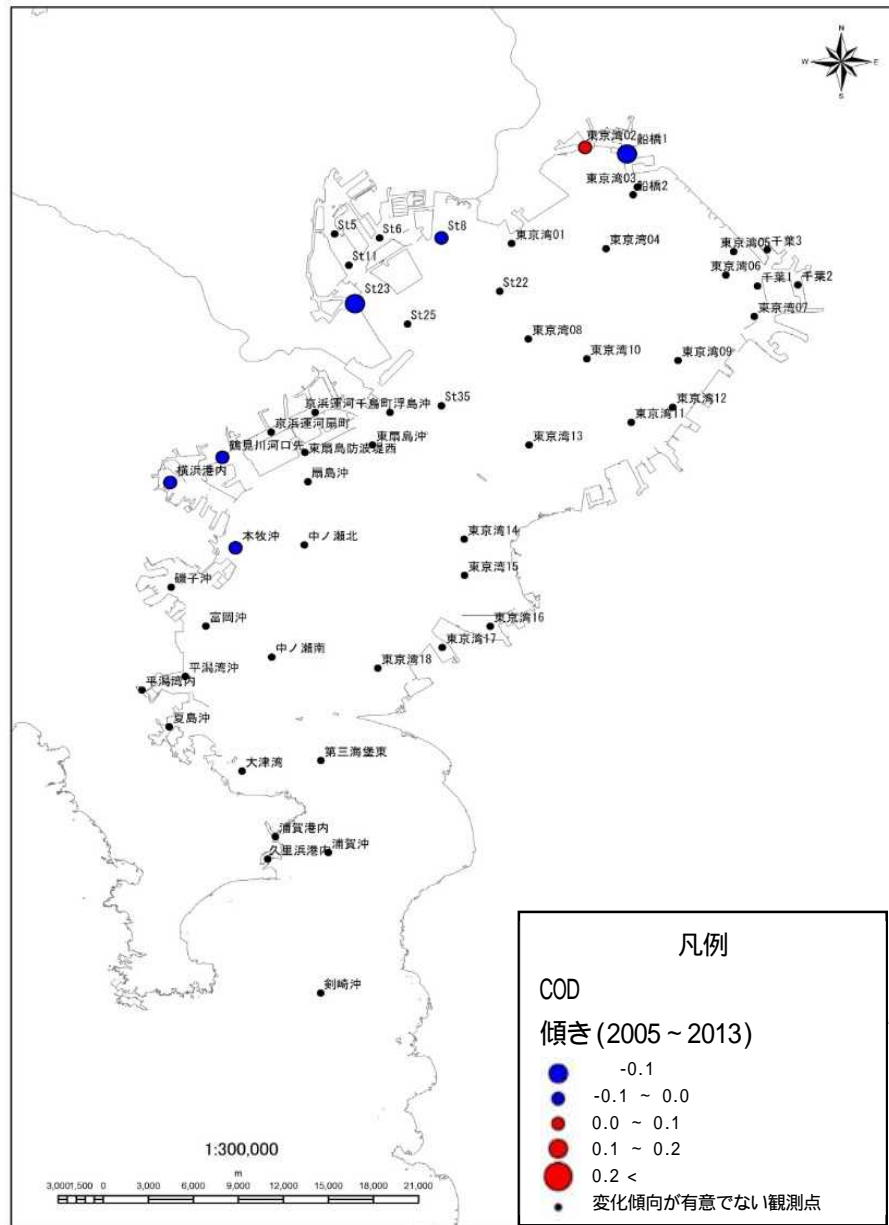 N
W E
S
東京湾02 船橋1
東京湾03 船橋2
St5 St6 St8
東京湾01 東京湾04
東京湾05 千葉3
St11
東京湾06 千葉1 千葉2
St23 St22
東京湾07
St25
東京湾08
東京湾10 東京湾09
京浜運河千鳥町 浮島沖 St35
東京湾12
京浜運河扇町
東京湾11
鶴見川河口先 東扇島防波堤西 東扇島沖 東京湾13
横浜港内 扇島沖
本牧沖 中ノ瀬北 東京湾14
磯子沖 東京湾15
富岡沖 東京湾16
中ノ瀬南 東京湾17
平潟湾沖 東京湾18
平潟湾内
夏島沖
大津湾 第三海堡東
浦賀港内
久里浜港内 浦賀沖
剣崎沖
凡例
COD
傾き(2005～2013)
-0.1
-0.1 ~ 0.0
0.0 ~ 0.1
0.1 ~ 0.2
0.2 <
変化傾向が有意でない観測点
1:300,000
m
3,000 1,500 0 3,000 6,000 9,000 12,000 15,000 18,000 21,000